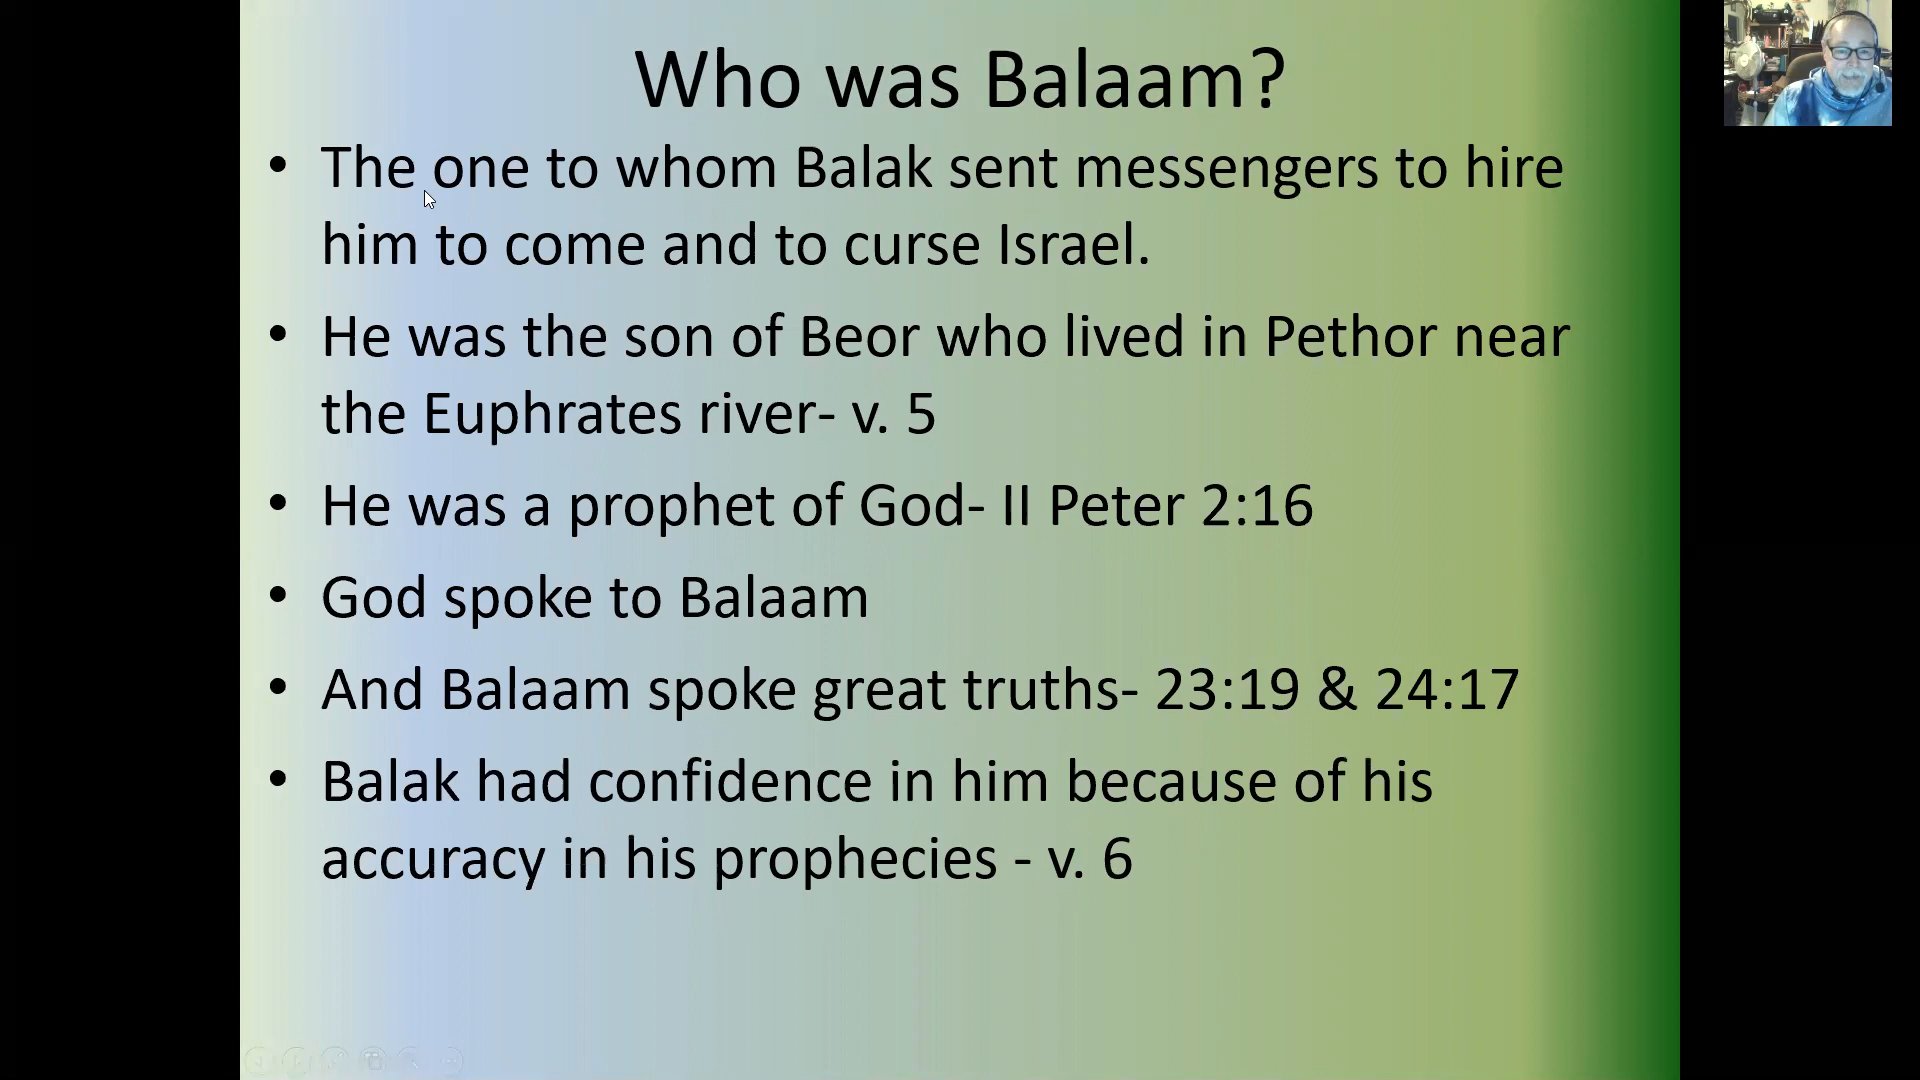 Who was Balaam?
• The one to whom Balak sent messengers to hire
him to come and to curse Israel.
• He was the son of Beor who lived in Pethor near
the Euphrates river- v. 5
• He was a prophet of God- II Peter 2:16
• God spoke to Balaam
• And Balaam spoke great truths- 23:19 & 24:17
• Balak had confidence in him because of his
accuracy in his prophecies - v. 6